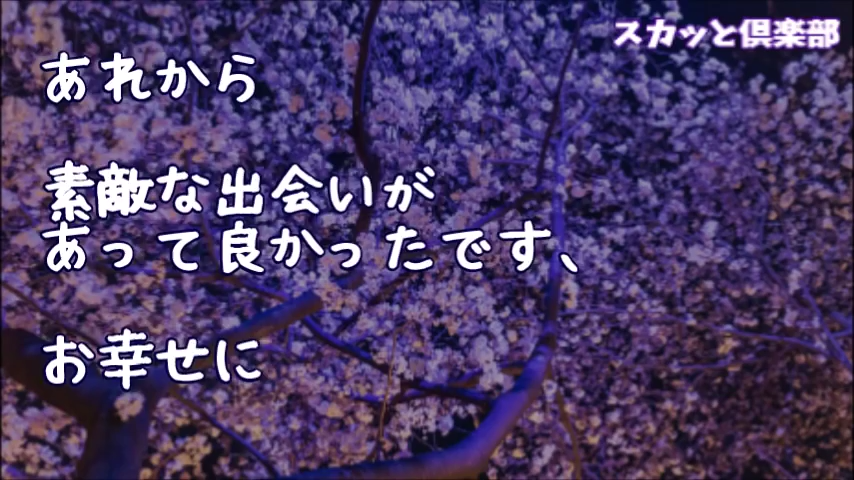 スカッと倶楽部
あれから
素敵な出会いが
あって良かったです、
お幸せに